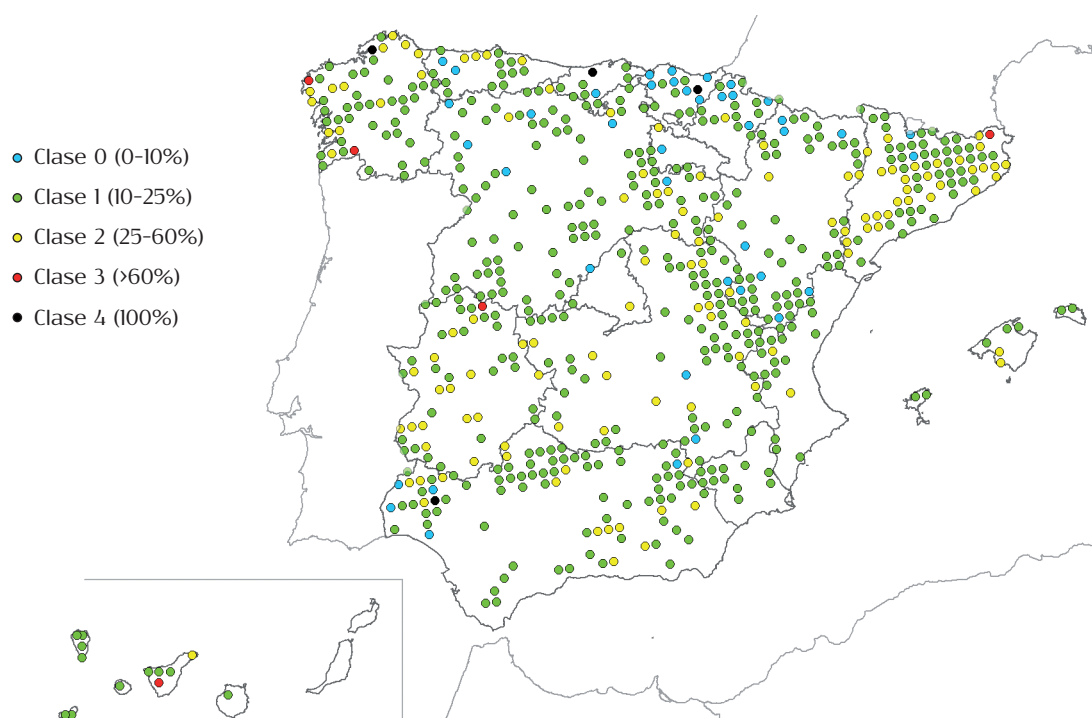 Clase 0 (0-10%)
Clase 1 (10-25%)
Clase 2 (25-60%)
Clase 3 (>60%)
Clase 4 (100%)